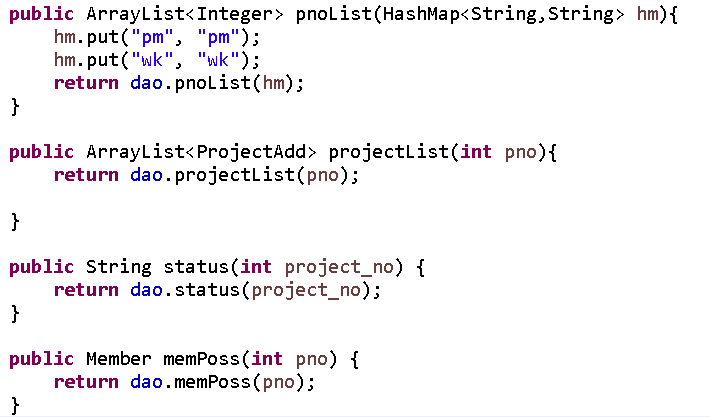 public ArrayList<Integer> pnoList(HashMap<String,String> hm){
    hm.put("pm", "pm");
    hm.put("wk", "wk");
    return dao.pnoList(hm);
}

public ArrayList<ProjectAdd> projectList(int pno){
    return dao.projectList(pno);

}

public String status(int project_no) {
    return dao.status(project_no);
}

public Member memPoss(int pno) {
    return dao.memPoss(pno);
}